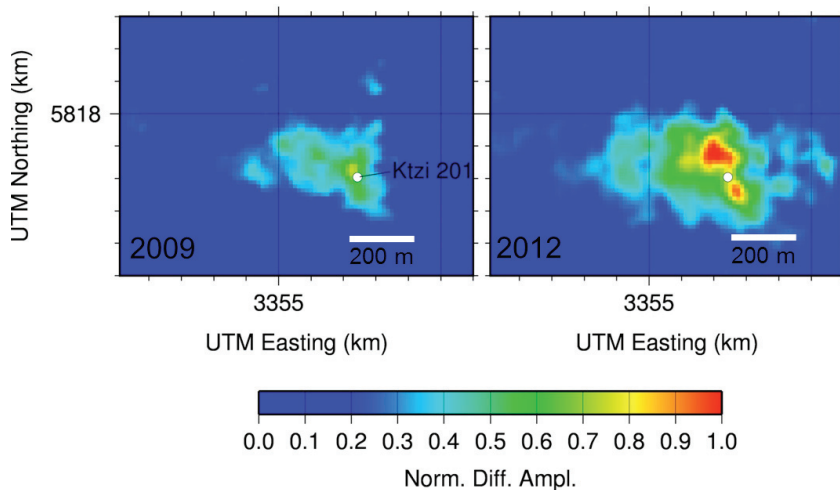 UTM Northing (km)
5818
Ktzi 201
2009
200 m
2012
200 m
3355
3355
UTM Easting (km)
UTM Easting (km)
0.0 0.1 0.2 0.3 0.4 0.5 0.6 0.7 0.8 0.9 1.0
Norm. Diff. Ampl.